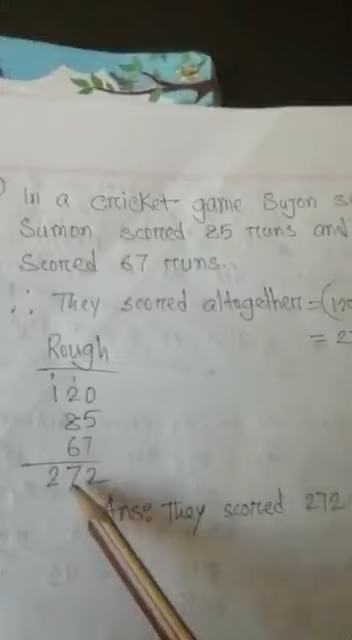 ) In a cricket game Sujon s
Sumon scored 85 runs and
Scored 67 runs.
∴ They scored altogether = (120
= 2
Rough
120
85
67
272
Ans: They scored 272